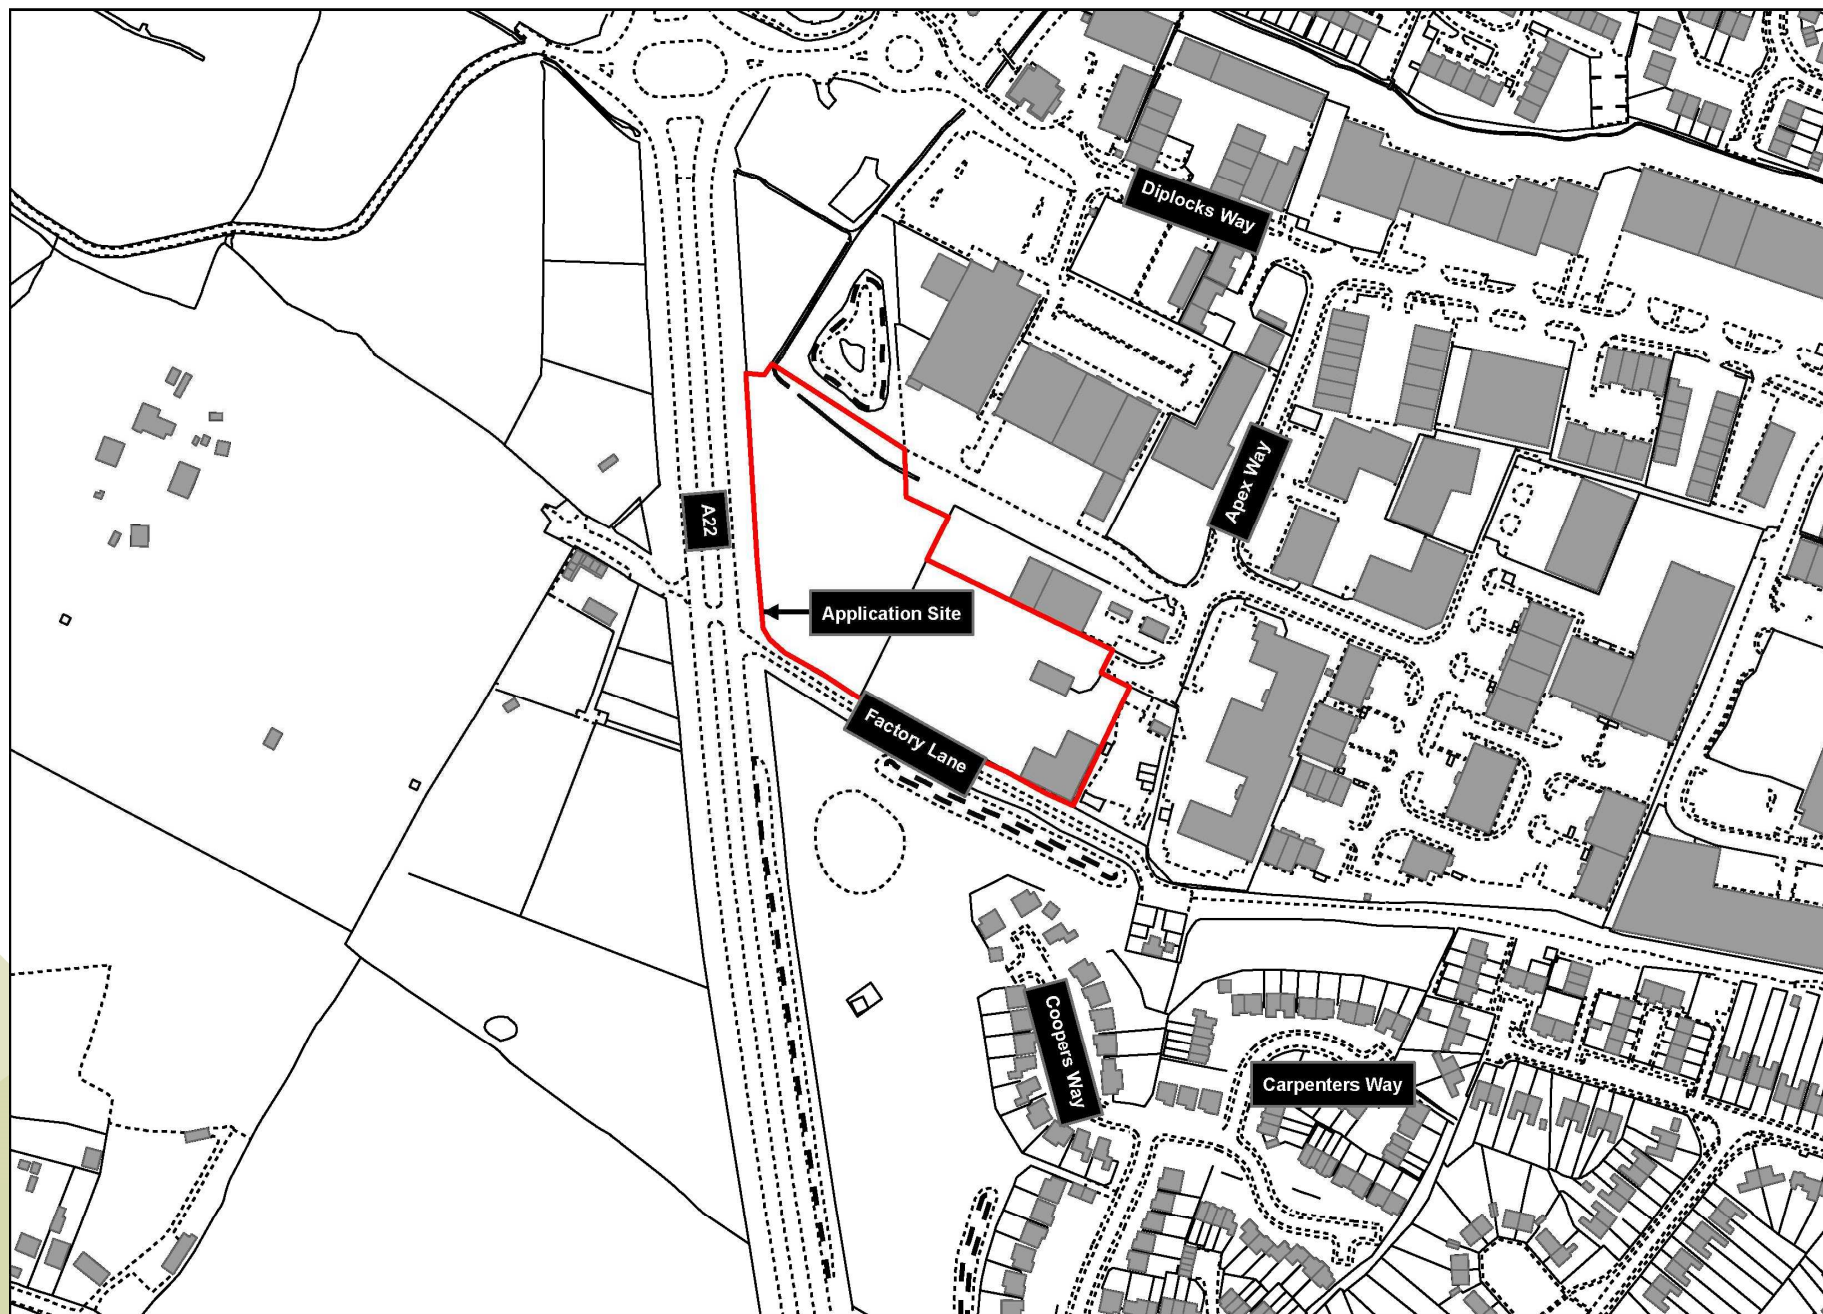 Diplocks Way
Apex Way
A22
Application Site
Factory Lane
Coopers Way
Carpenters Way